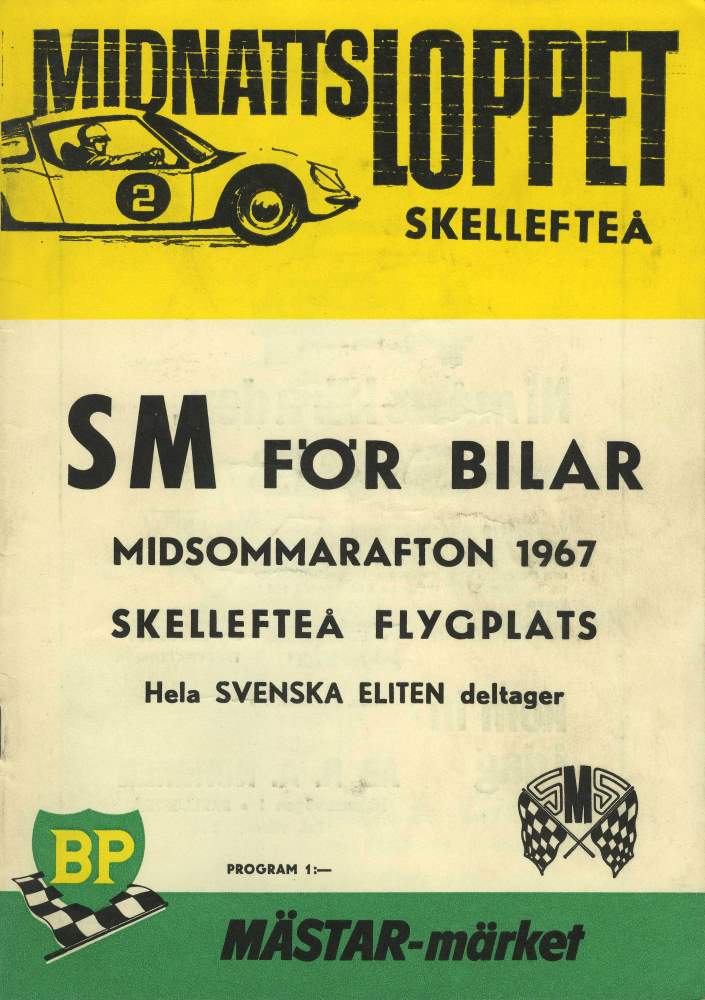 MIDNATTSLOPPET
2
SKELLEFTEÅ
SM FÖR BILAR
MIDSOMMARAFTON 1967
SKELLEFTEÅ FLYGPLATS
Hela SVENSKA ELITEN deltager
SMS
BP
PROGRAM 1:—
MÄSTAR-märket